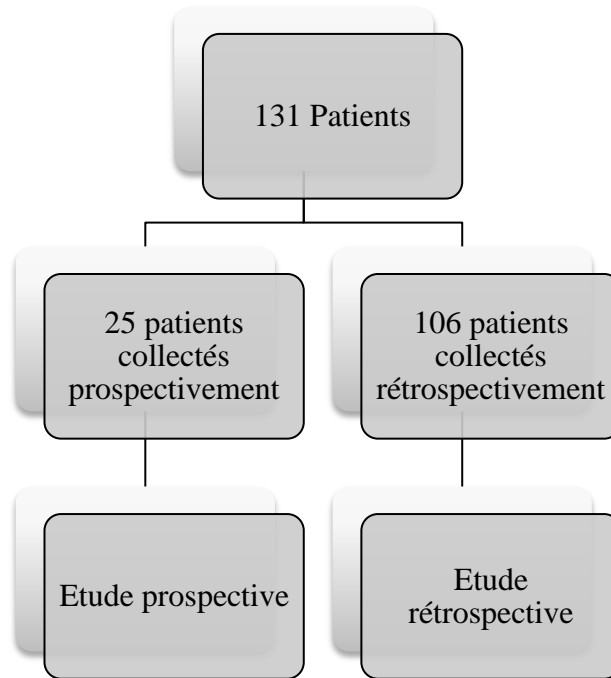 131 Patients
25 patients
collectés
prospectivement
106 patients
collectés
rétrospectivement
Etude prospective
Etude
rétrospective